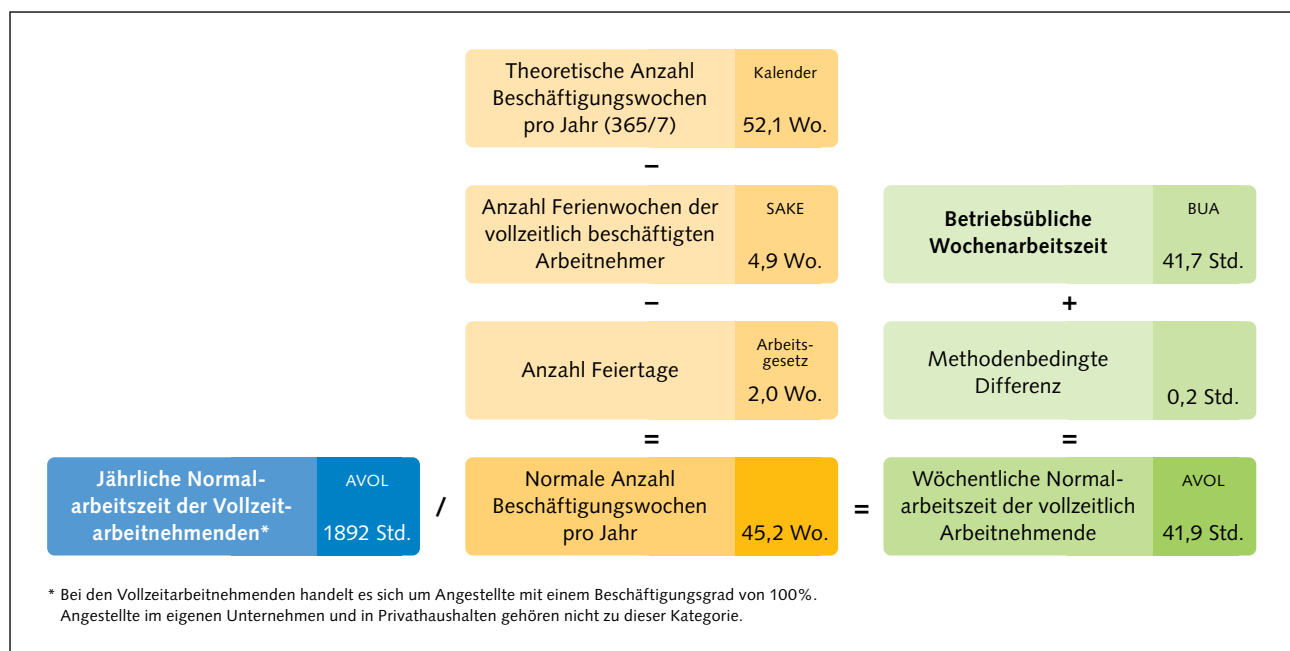 Theoretische Anzahl
Beschäftigungswochen
pro Jahr (365/7)
Kalender
52,1 Wo.
–
Anzahl Ferienwochen der
vollzeitlich beschäftigten
Arbeitnehmer
SAKE
4,9 Wo.
Betriebsübliche
Wochenarbeitszeit
BUA
41,7 Std.
–
+
Anzahl Feiertage
Arbeits-
gesetz
2,0 Wo.
Methodenbedingte
Differenz
0,2 Std.
=
=
Jährliche Normal-
arbeitszeit der Vollzeit-
arbeitnehmenden*
AVOL
1892 Std.
/
Normale Anzahl
Beschäftigungswochen
pro Jahr
45,2 Wo.
=
Wöchentliche Normal-
arbeitszeit der vollzeitlich
Arbeitnehmende
AVOL
41,9 Std.
* Bei den Vollzeitarbeitnehmenden handelt es sich um Angestellte mit einem Beschäftigungsgrad von 100%.
Angestellte im eigenen Unternehmen und in Privathaushalten gehören nicht zu dieser Kategorie.